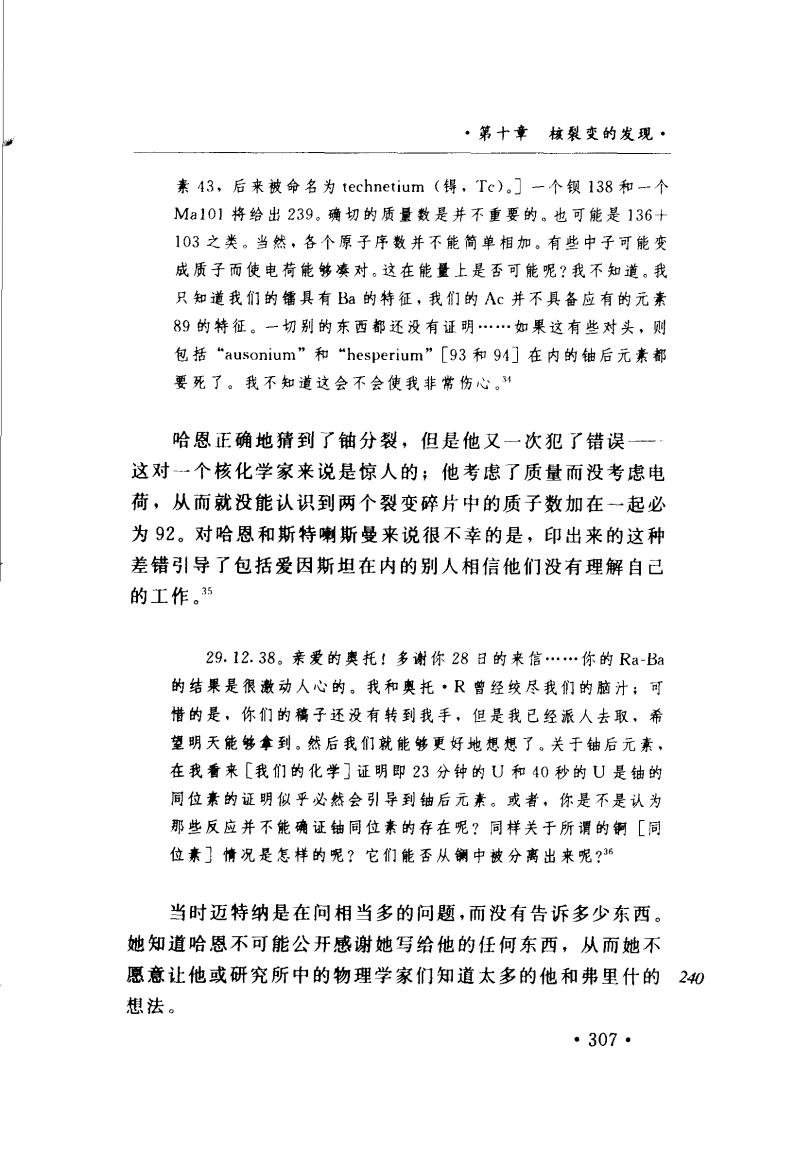 ·第十章　核裂变的发现·
素 43，后来被命名为 technetium（锝，Tc）。］一个钡 138 和一个
Ma101 将给出 239。确切的质量数是并不重要的。也可能是 136＋
103 之类。当然，各个原子序数并不能简单相加。有些中子可能变
成质子而使电荷能够凑对。这在能量上是否可能呢？我不知道。我
只知道我们的镭具有 Ba 的特征，我们的 Ac 并不具备应有的元素
89 的特征。一切别的东西都还没有证明……如果这有些对头，则
包括“ausonium”和“hesperium”［93 和 94］在内的铀后元素都
要死了。我不知道这会不会使我非常伤心。³⁴
哈恩正确地猜到了铀分裂，但是他又一次犯了错误——
这对一个核化学家来说是惊人的；他考虑了质量而没考虑电
荷，从而就没能认识到两个裂变碎片中的质子数加在一起必
为 92。对哈恩和斯特喇斯曼来说很不幸的是，印出来的这种
差错引导了包括爱因斯坦在内的别人相信他们没有理解自己
的工作。³⁵
29.12.38。亲爱的奥托！多谢你 28 日的来信……你的 Ra-Ba
的结果是很激动人心的。我和奥托·R 曾经绞尽我们的脑汁；可
惜的是，你们的稿子还没有转到我手，但是我已经派人去取，希
望明天能够拿到。然后我们就能够更好地想想了。关于铀后元素，
在我看来［我们的化学］证明即 23 分钟的 U 和 40 秒的 U 是铀的
同位素的证明似乎必然会引导到铀后元素。或者，你是不是认为
那些反应并不能确证铀同位素的存在呢？同样关于所谓的锕［同
位素］情况是怎样的呢？它们能否从镧中被分离出来呢？³⁶
当时迈特纳是在问相当多的问题，而没有告诉多少东西。
她知道哈恩不可能公开感谢她写给他的任何东西，从而她不
愿意让他或研究所中的物理学家们知道太多的他和弗里什的 240
想法。
·307·